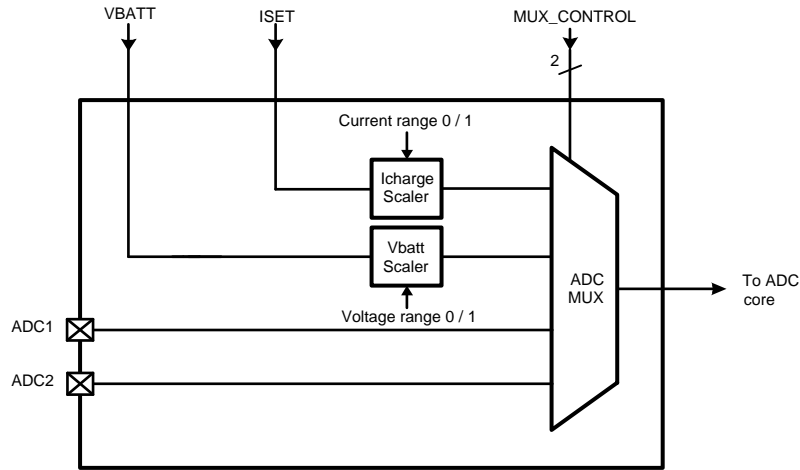 VBATT
ISET
MUX_CONTROL
2
Current range 0 / 1
Icharge
Scaler
Vbatt
Scaler
Voltage range 0 / 1
ADC
MUX
To ADC
core
ADC1
ADC2